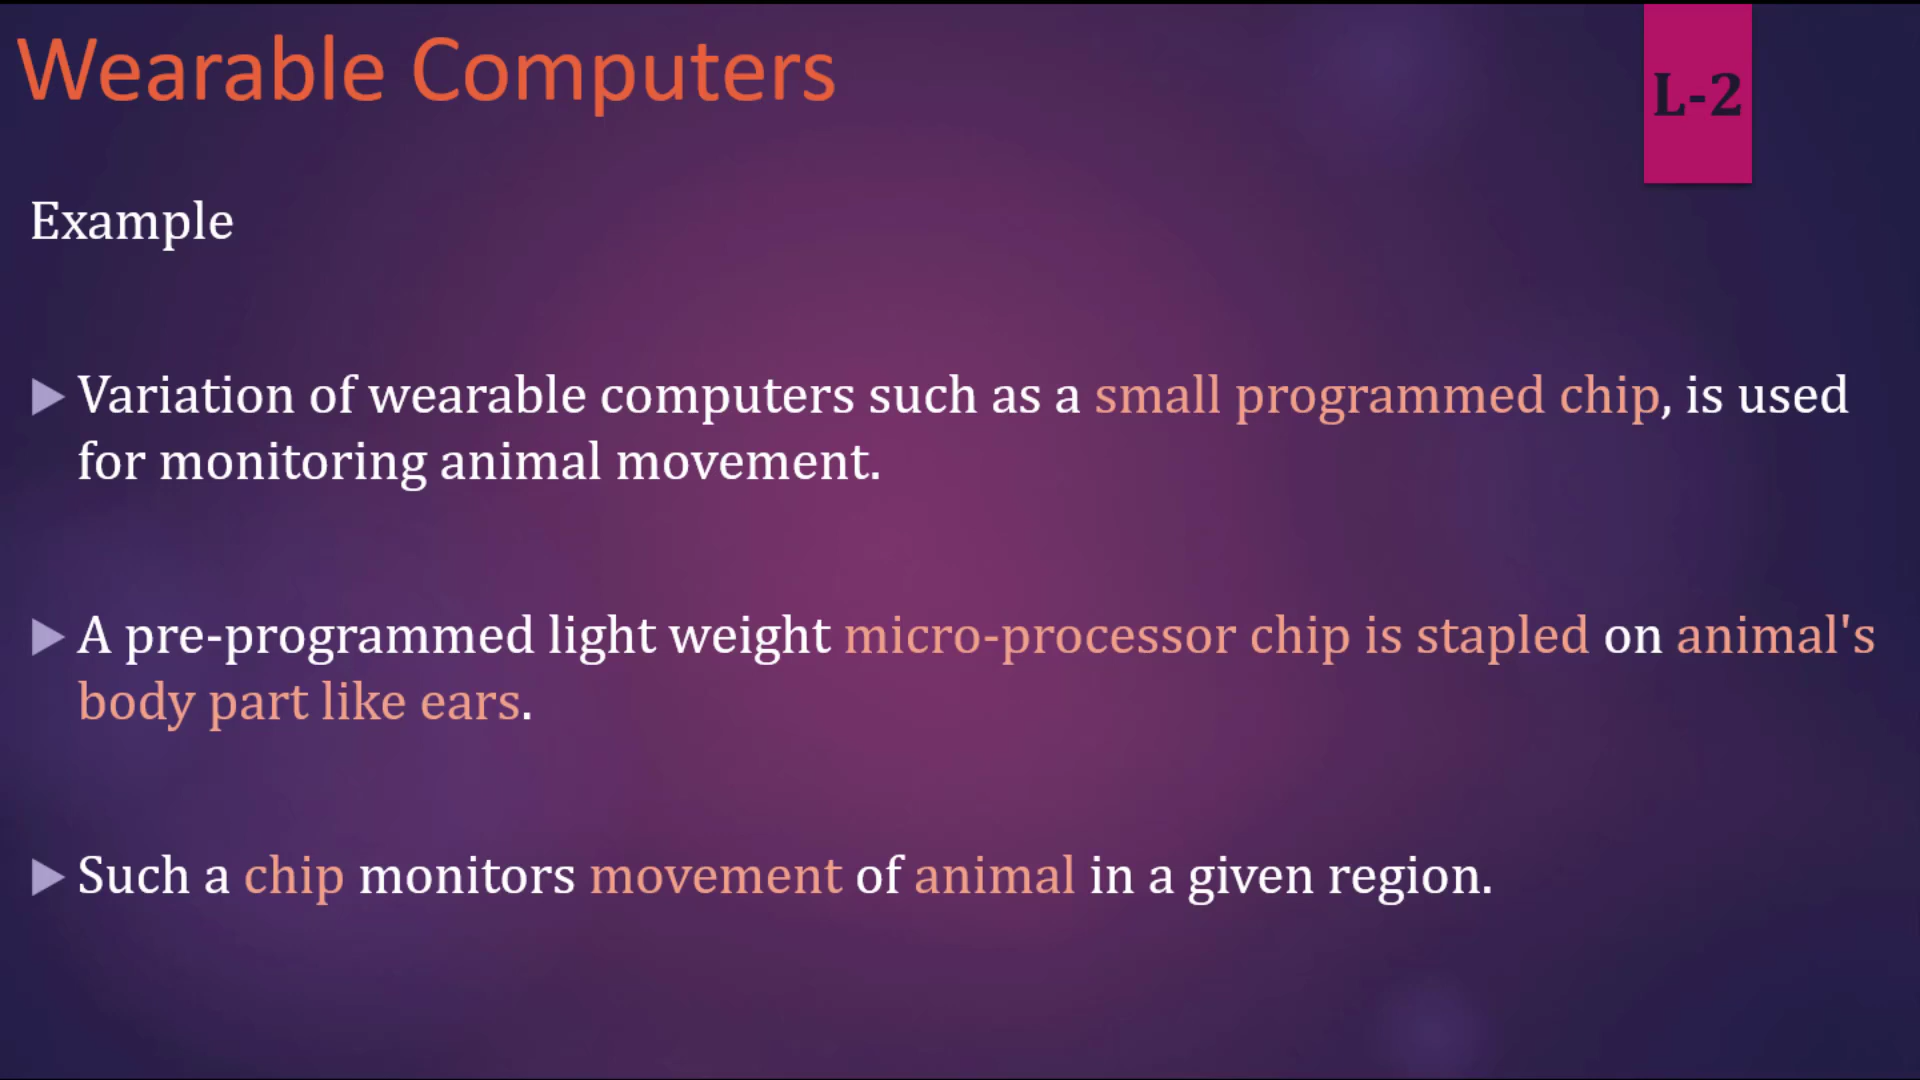 Wearable Computers
L-2
Example
Variation of wearable computers such as a small programmed chip, is used
for monitoring animal movement.
A pre-programmed light weight micro-processor chip is stapled on animal's
body part like ears.
Such a chip monitors movement of animal in a given region.